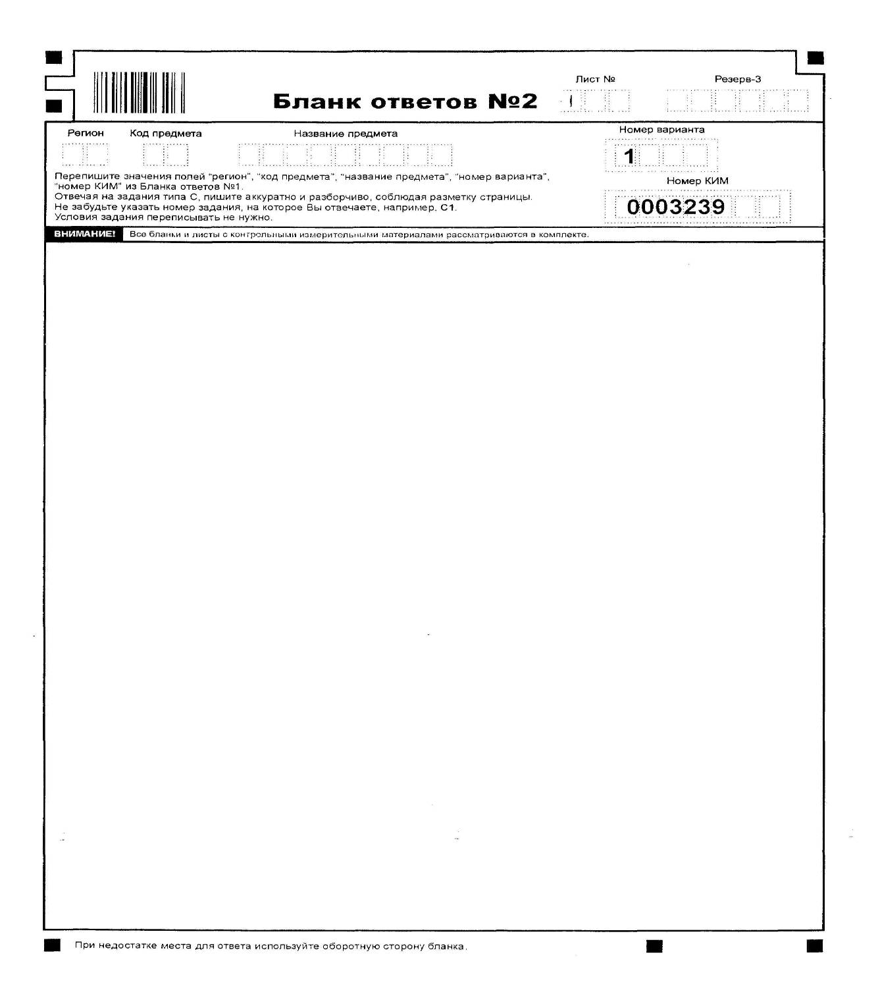 Лист № Резерв-3
Бланк ответов №2 1
Регион Код предмета Название предмета Номер варианта
1
Перепишите значения полей "регион", "код предмета", "название предмета", "номер варианта",
"номер КИМ" из Бланка ответов №1.
Номер КИМ
Отвечая на задания типа С, пишите аккуратно и разборчиво, соблюдая разметку страницы.
Не забудьте указать номер задания, на которое Вы отвечаете, например, С1.
0003239
Условия задания переписывать не нужно.
ВНИМАНИЕ! Все бланки и листы с контрольными измерительными материалами рассматриваются в комплекте.
При недостатке места для ответа используйте оборотную сторону бланка.